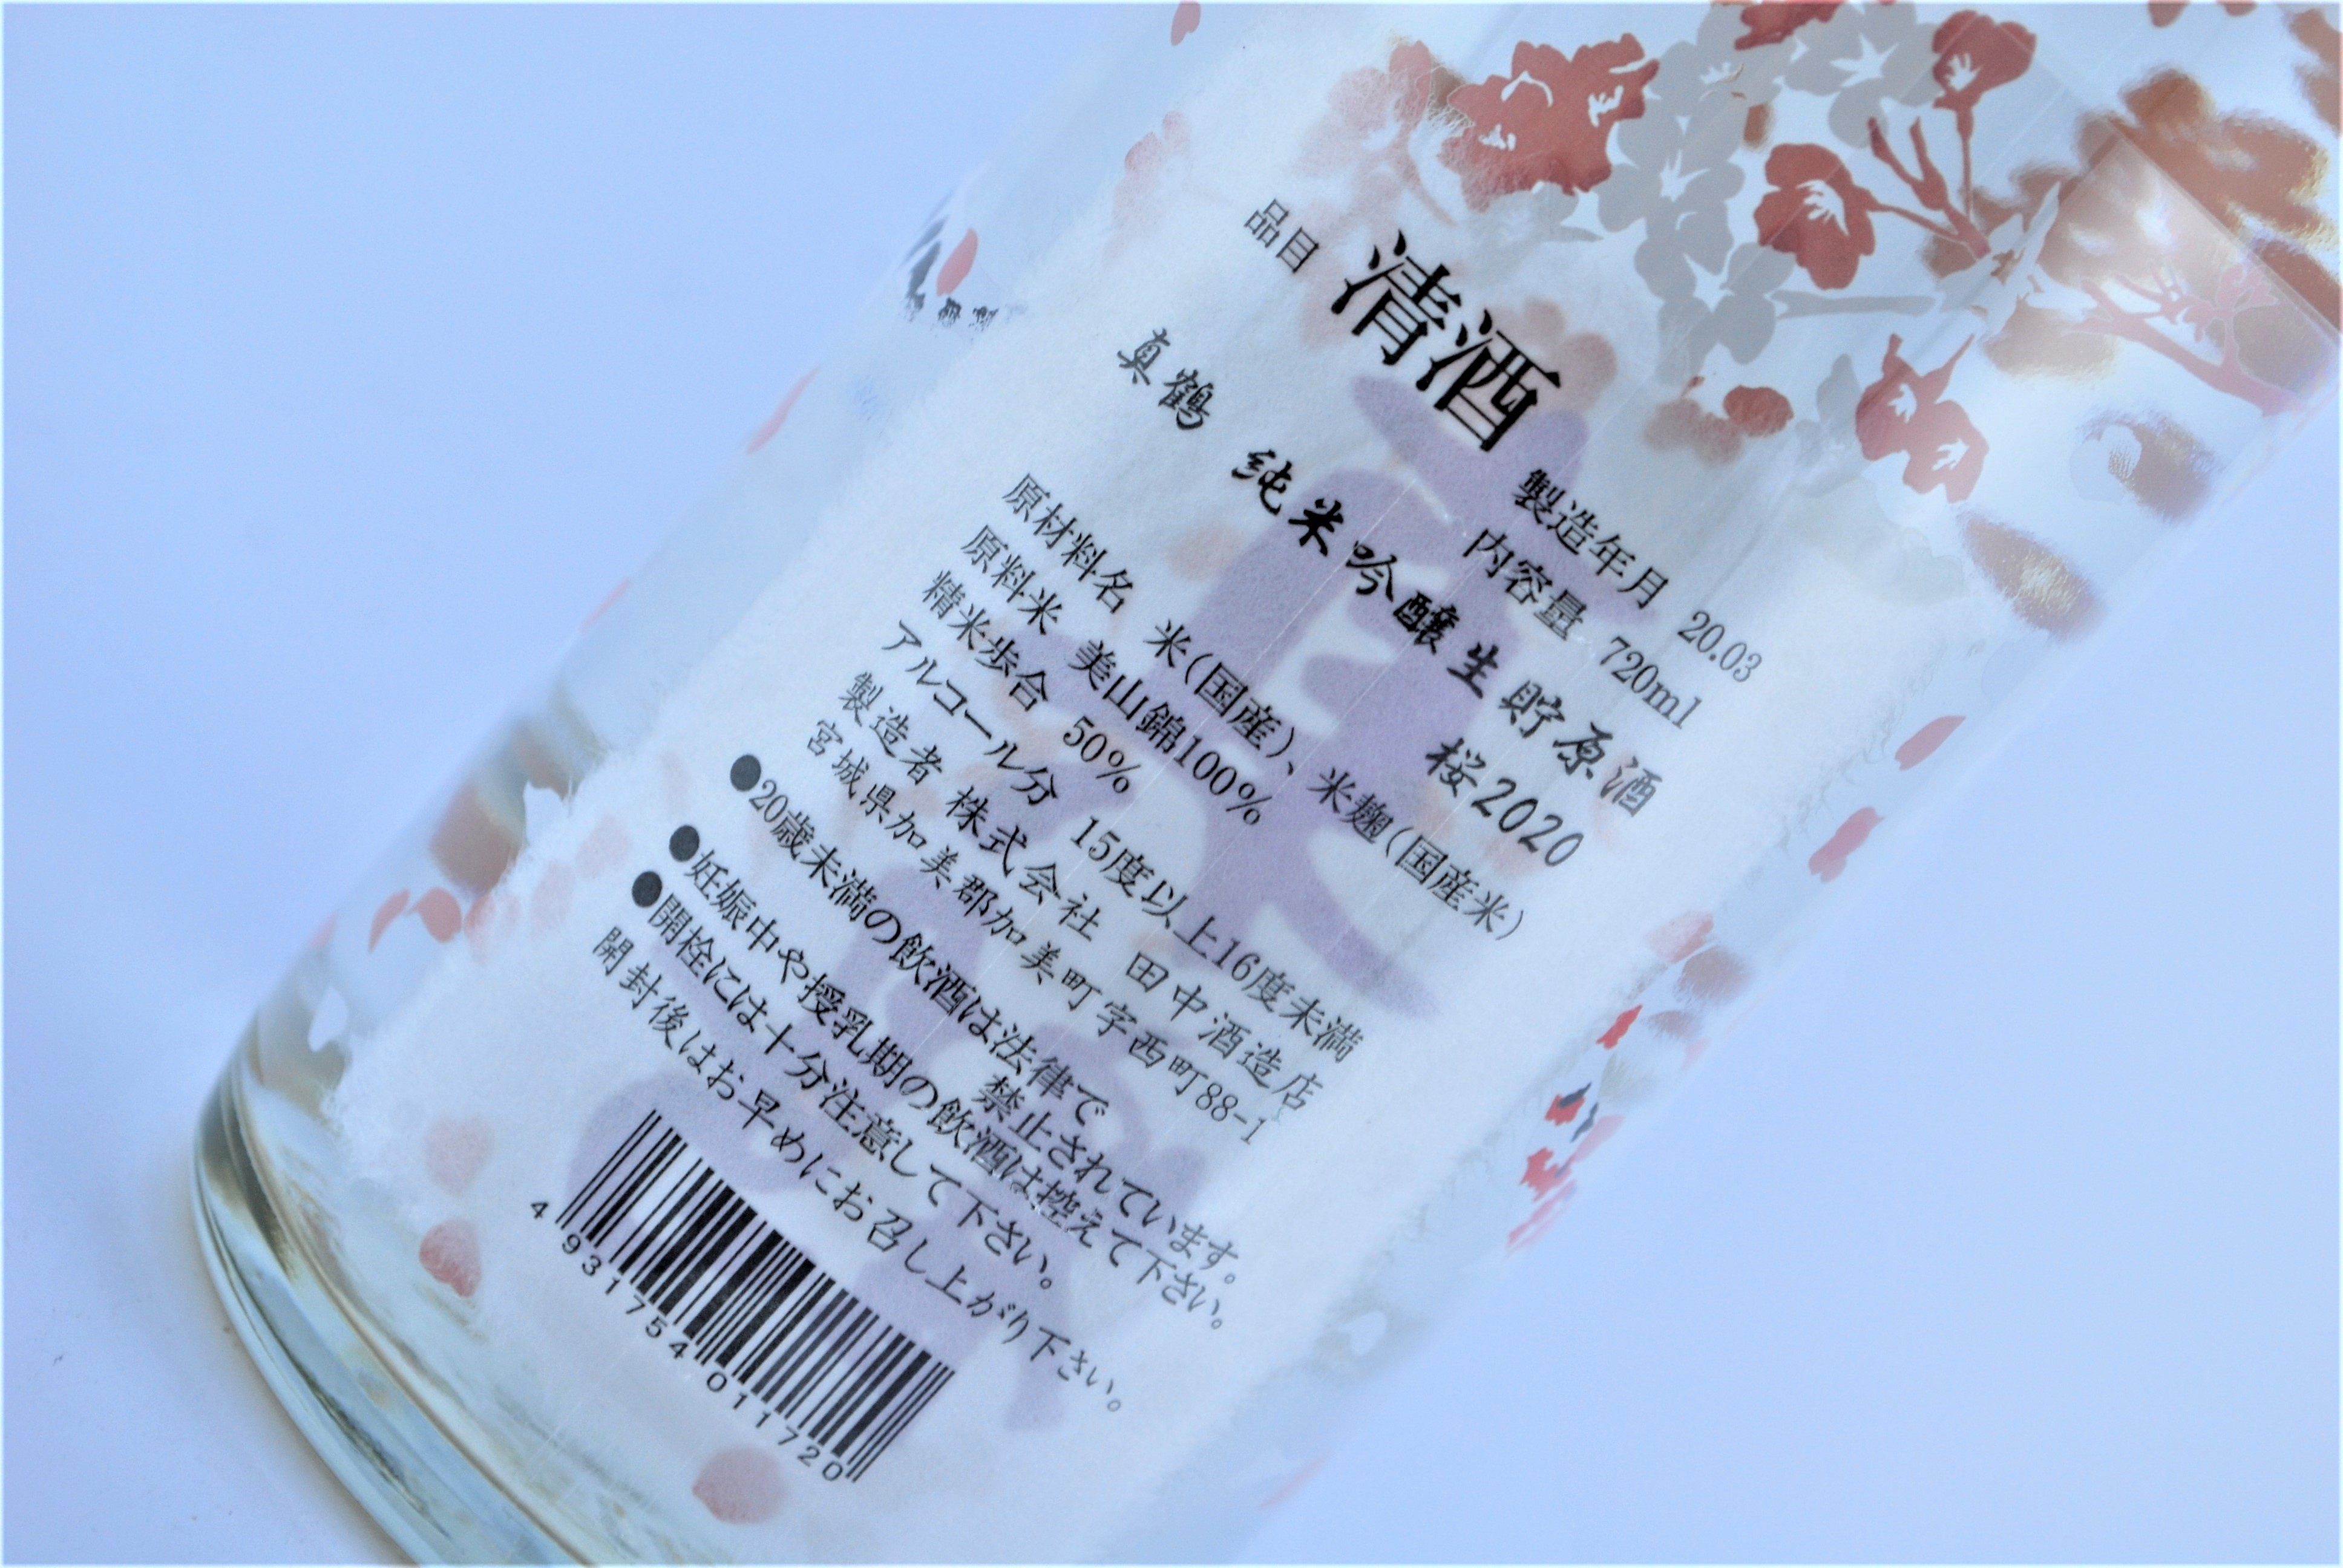 品目 清酒
製造年月 20.03
内容量 720ml
真鶴 純米吟醸生貯原酒
桜2020
原材料名 米(国産)、米麹(国産米)
原料米 美山錦100%
精米歩合 50%
アルコール分 15度以上16度未満
製造者 株式会社 田中酒造店
宮城県加美郡加美町字西町88-1
●20歳未満の飲酒は法律で
禁止されています。
●妊娠中や授乳期の飲酒は控えて下さい。
●開栓には十分注意して下さい。
開封後はお早めにお召し上がり下さい。
4931754011720